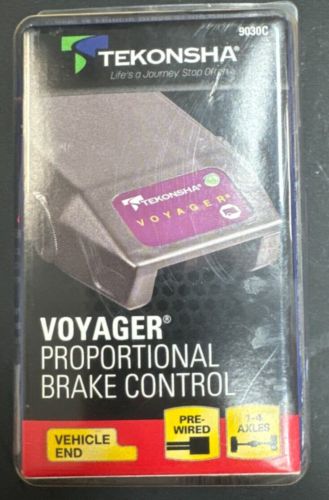 9030C
TEKONSHA®
Life's a Journey. Stop Often.
TEKONSHA®
VOYAGER®
VOYAGER®
PROPORTIONAL
BRAKE CONTROL
VEHICLE
END
PRE-
WIRED
1-4
AXLES